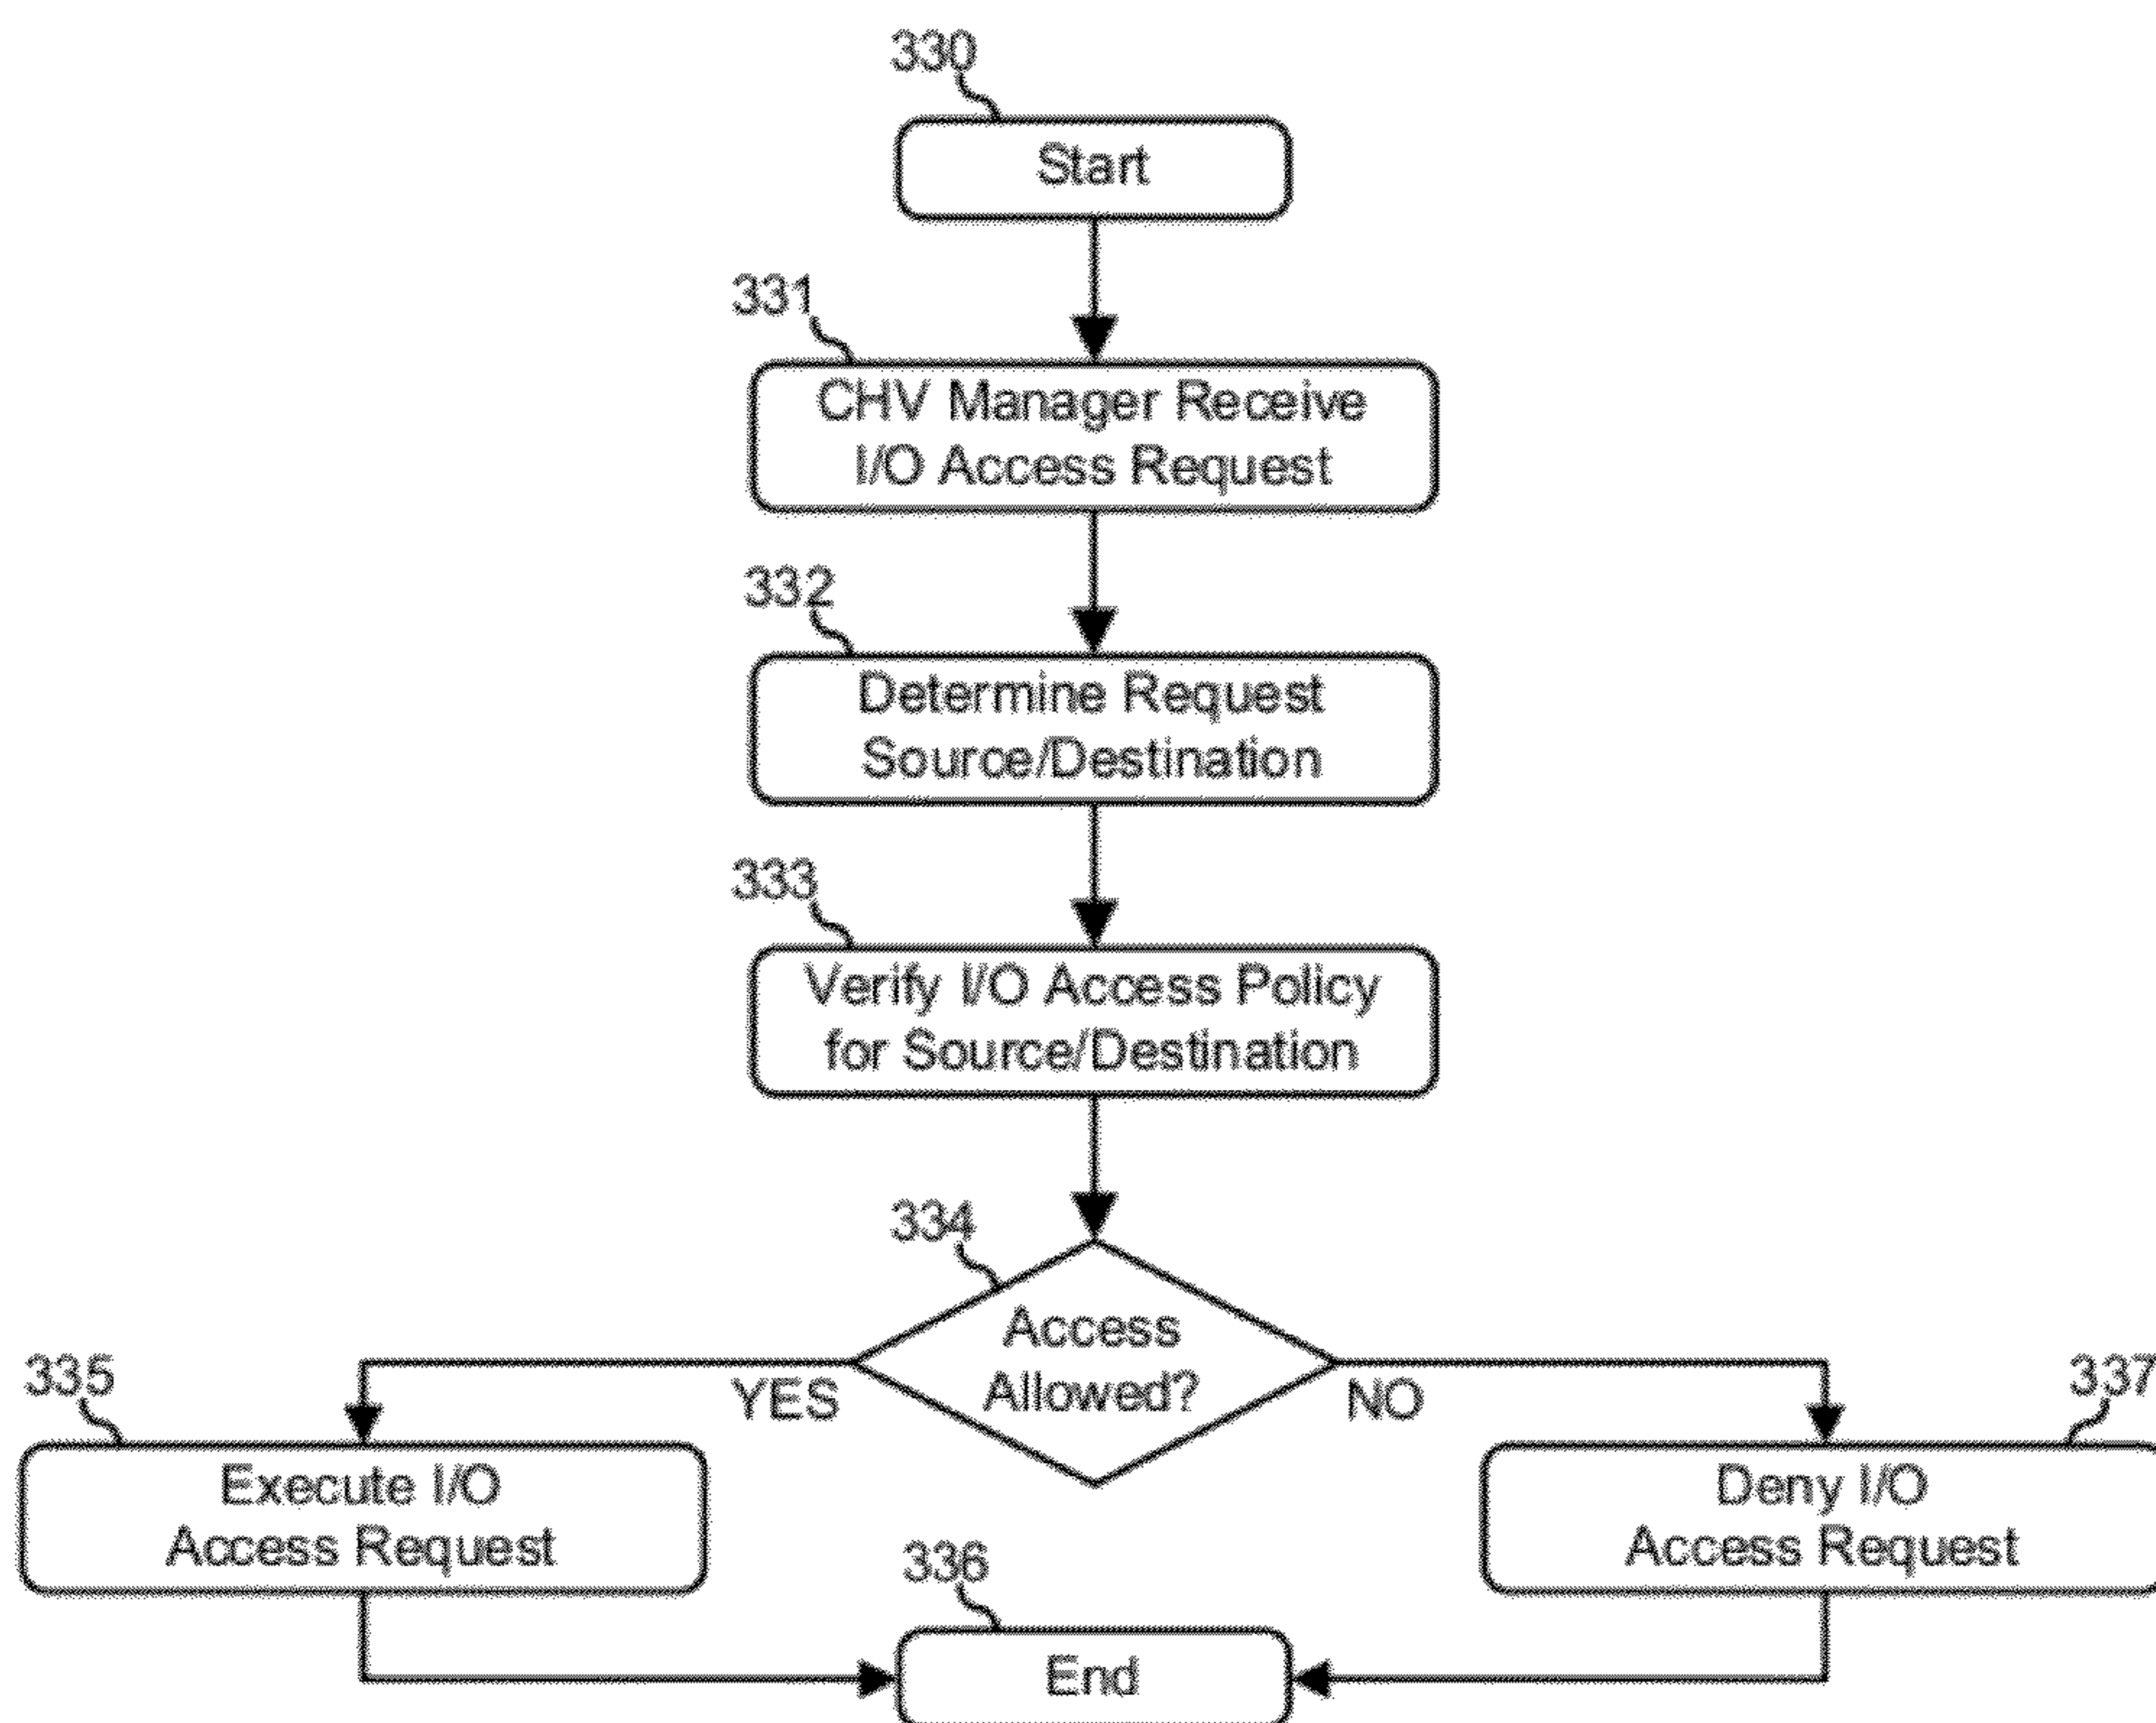 330
Start
331
CHV Manager Receive
I/O Access Request
332
Determine Request
Source/Destination
333
Verify I/O Access Policy
for Source/Destination
334
Access
Allowed?
YES
NO
335
Execute I/O
Access Request
337
Deny I/O
Access Request
336
End